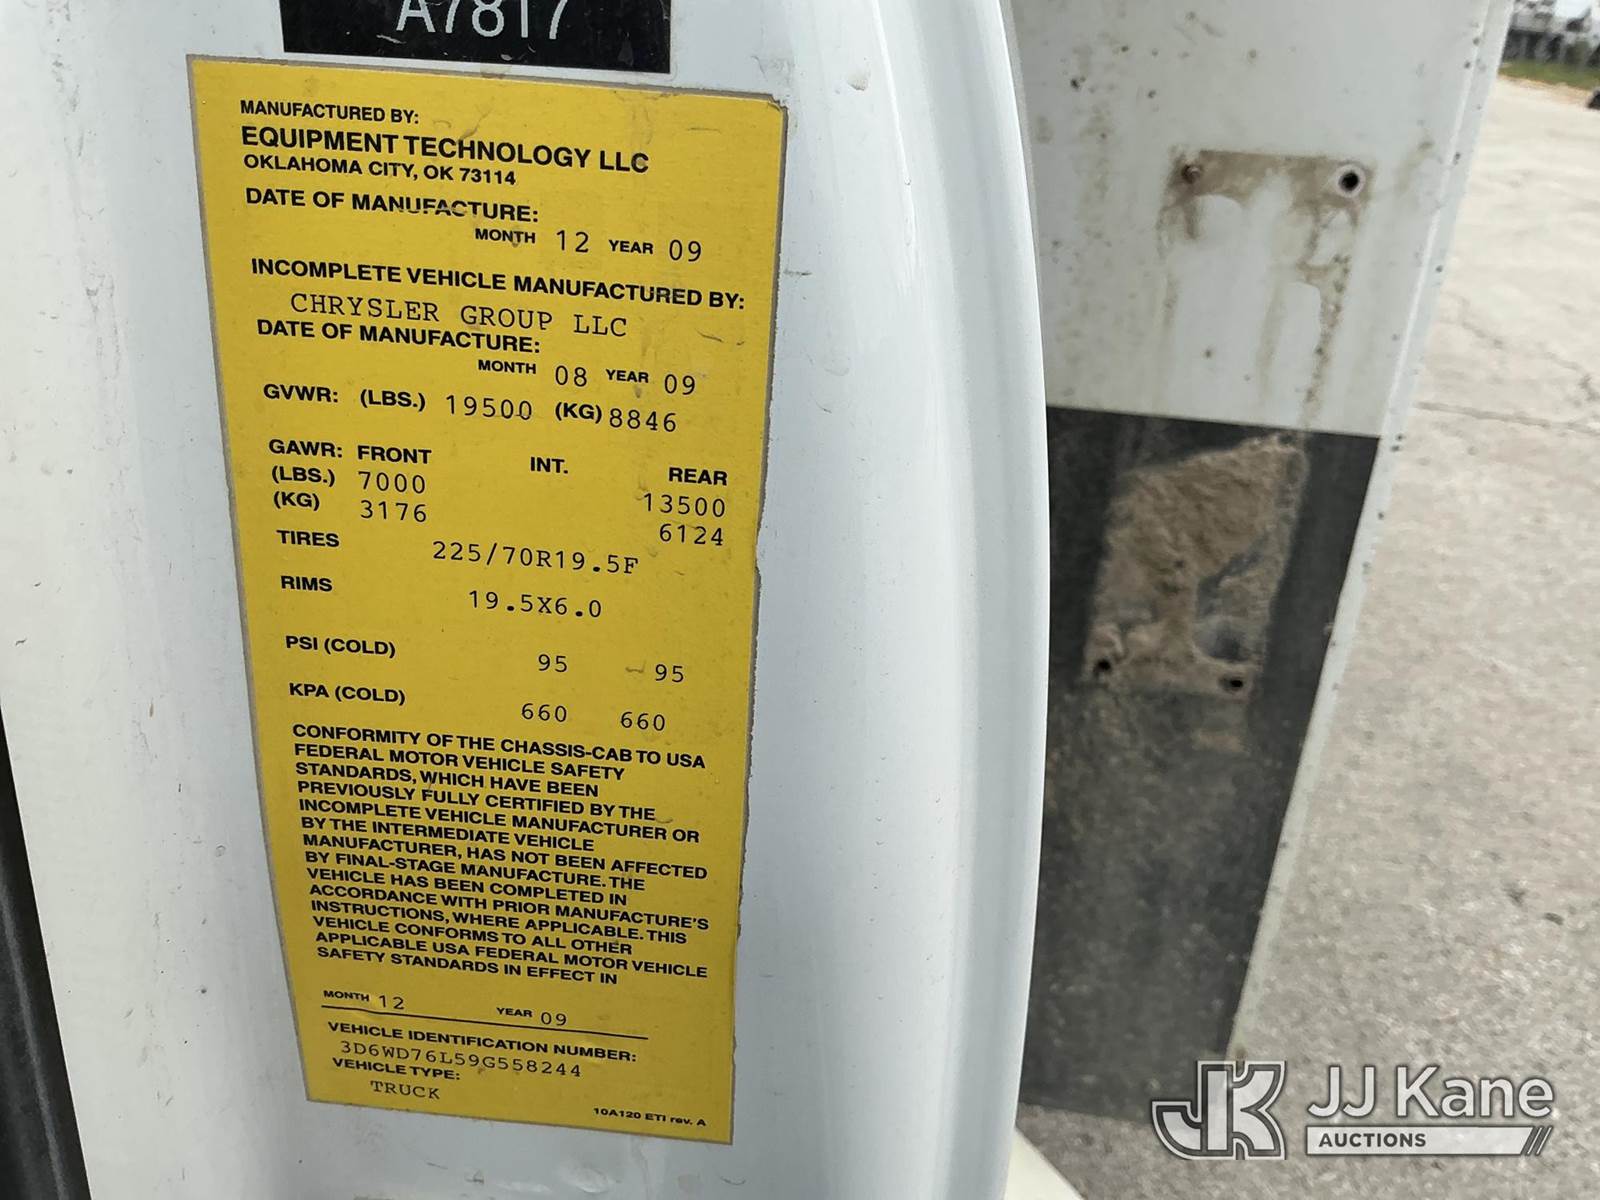 A7817
MANUFACTURED BY:
EQUIPMENT TECHNOLOGY LLC
OKLAHOMA CITY, OK 73114
DATE OF MANUFACTURE:
MONTH 12 YEAR 09
INCOMPLETE VEHICLE MANUFACTURED BY:
CHRYSLER GROUP LLC
DATE OF MANUFACTURE:
MONTH 08 YEAR 09
GVWR: (LBS.) 19500 (KG) 8846
GAWR: FRONT INT. REAR
(LBS.) 7000 13500
(KG) 3176 6124
TIRES 225/70R19.5F
RIMS 19.5X6.0
PSI (COLD) 95 95
KPA (COLD) 660 660
CONFORMITY OF THE CHASSIS-CAB TO USA
FEDERAL MOTOR VEHICLE SAFETY
STANDARDS, WHICH HAVE BEEN
PREVIOUSLY FULLY CERTIFIED BY THE
INCOMPLETE VEHICLE MANUFACTURER OR
BY THE INTERMEDIATE VEHICLE
MANUFACTURER, HAS NOT BEEN AFFECTED
BY FINAL-STAGE MANUFACTURE. THE
VEHICLE HAS BEEN COMPLETED IN
ACCORDANCE WITH PRIOR MANUFACTURE'S
INSTRUCTIONS, WHERE APPLICABLE. THIS
VEHICLE CONFORMS TO ALL OTHER
APPLICABLE USA FEDERAL MOTOR VEHICLE
SAFETY STANDARDS IN EFFECT IN
MONTH 12 YEAR 09
VEHICLE IDENTIFICATION NUMBER:
3D6WD76L59G558244
VEHICLE TYPE:
TRUCK
10A120 ETI rev. A
JK JJ Kane
AUCTIONS